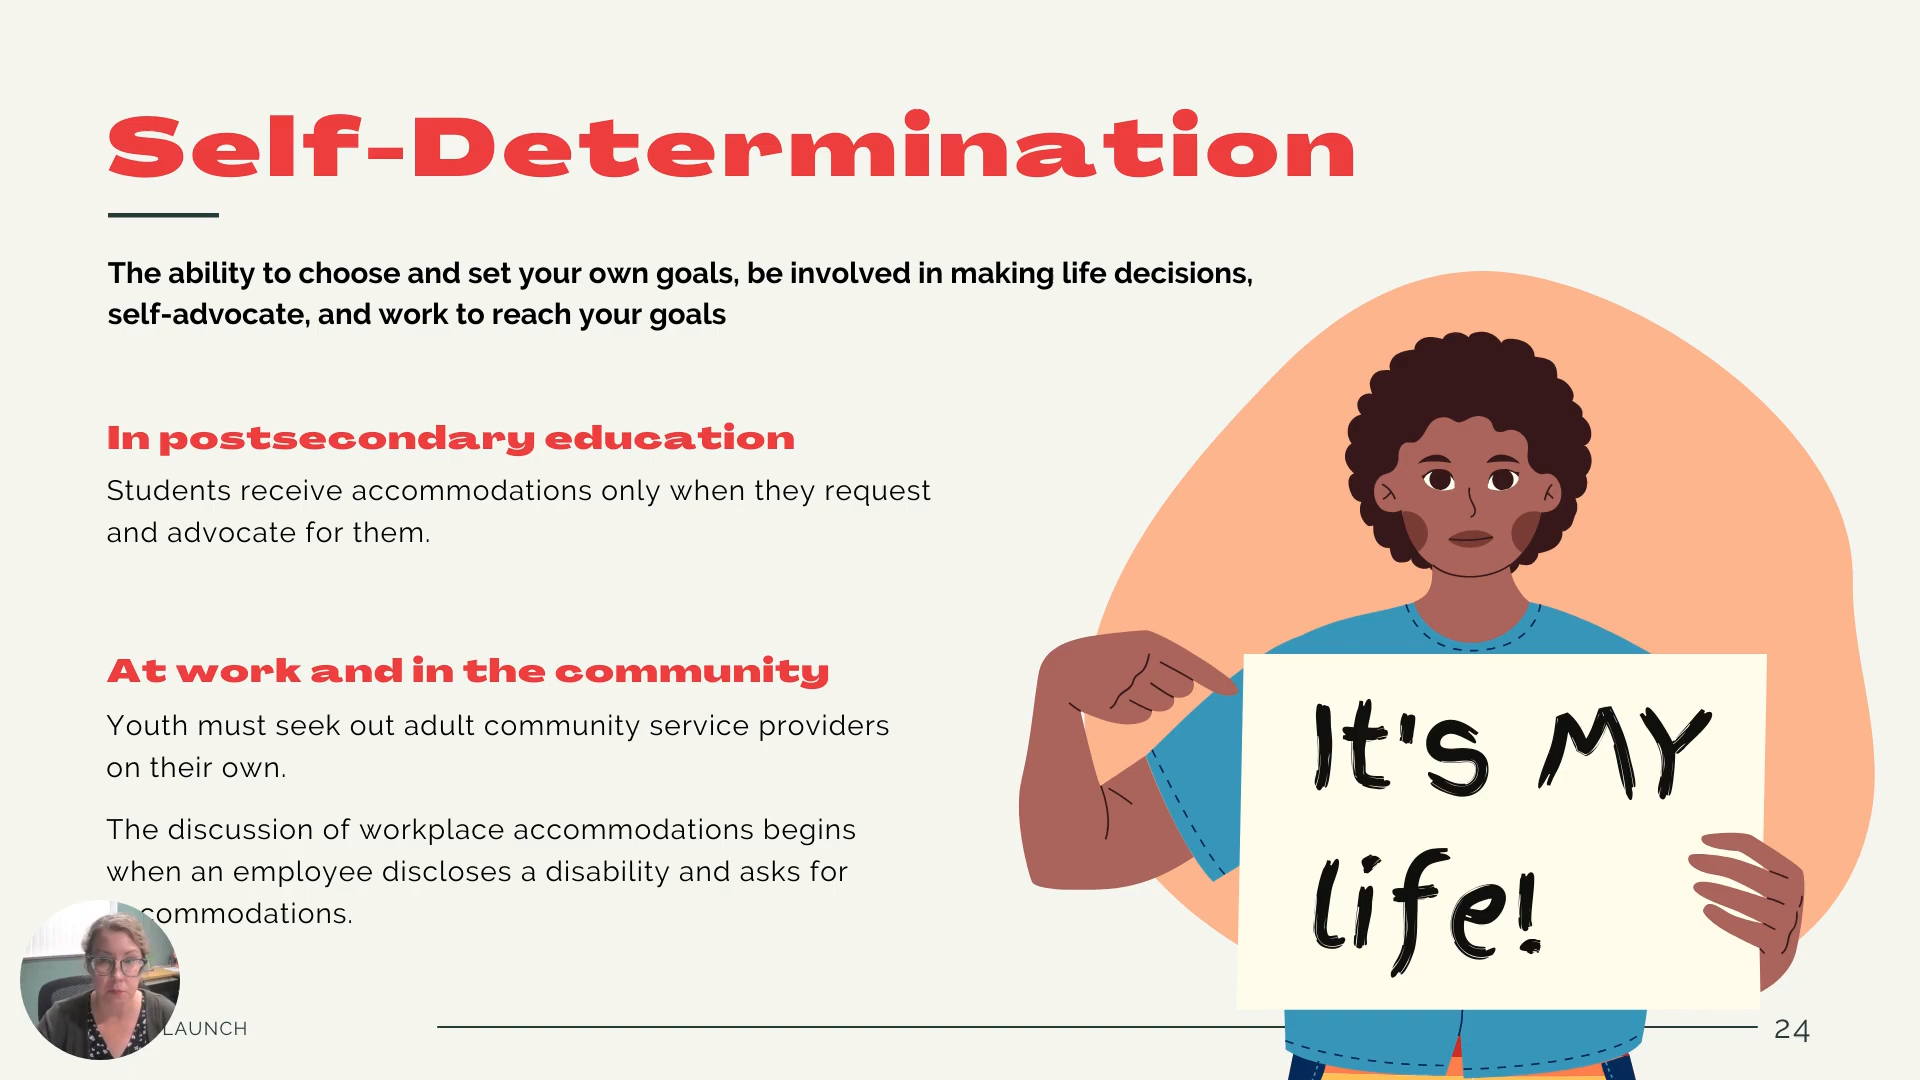 Self-Determination
The ability to choose and set your own goals, be involved in making life decisions,
self-advocate, and work to reach your goals
In postsecondary education
Students receive accommodations only when they request
and advocate for them.
At work and in the community
Youth must seek out adult community service providers
on their own.
The discussion of workplace accommodations begins
when an employee discloses a disability and asks for
commodations.
It's MY
life!
LAUNCH
24